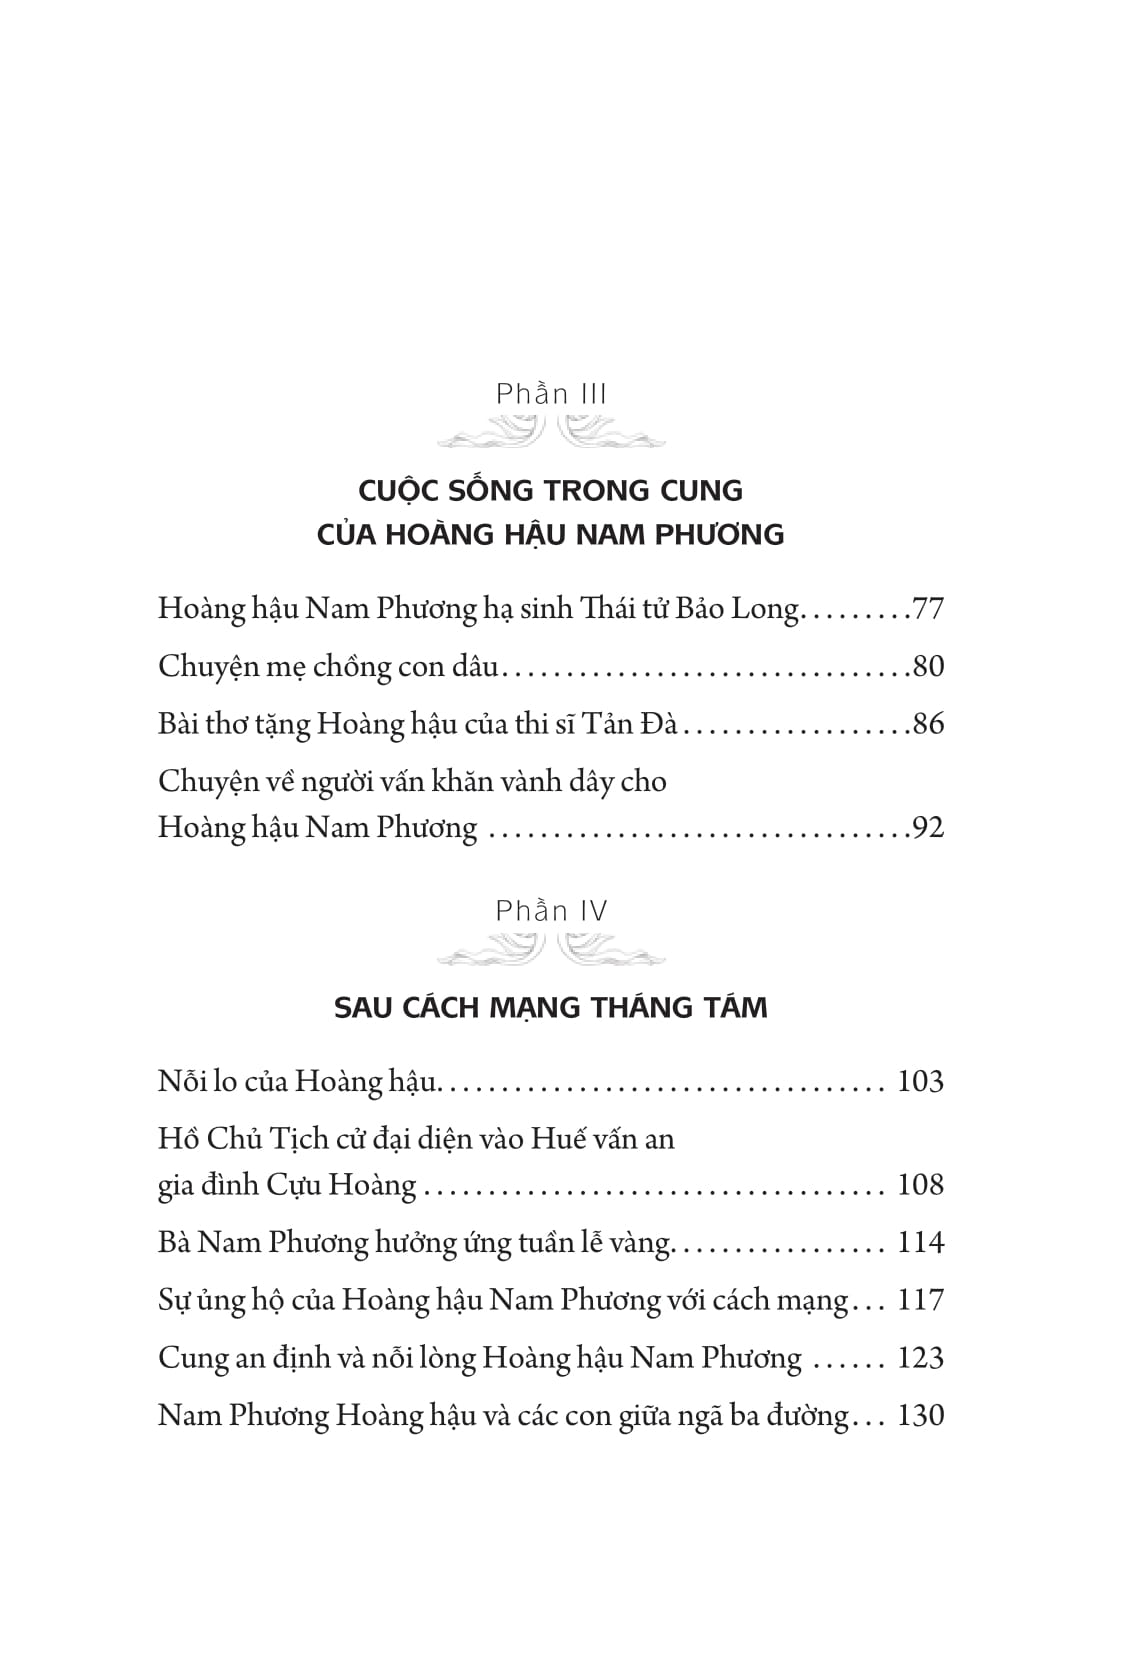 Phần III
CUỘC SỐNG TRONG CUNG
CỦA HOÀNG HẬU NAM PHƯƠNG
Hoàng hậu Nam Phương hạ sinh Thái tử Bảo Long.........77
Chuyện mẹ chồng con dâu................................80
Bài thơ tặng Hoàng hậu của thi sĩ Tản Đà..................86
Chuyện về người vấn khăn vành dây cho
Hoàng hậu Nam Phương .................................92
Phần IV
SAU CÁCH MẠNG THÁNG TÁM
Nỗi lo của Hoàng hậu................................... 103
Hồ Chủ Tịch cử đại diện vào Huế vấn an
gia đình Cựu Hoàng.................................... 108
Bà Nam Phương hưởng ứng tuần lễ vàng................. 114
Sự ủng hộ của Hoàng hậu Nam Phương với cách mạng... 117
Cung an định và nỗi lòng Hoàng hậu Nam Phương ...... 123
Nam Phương Hoàng hậu và các con giữa ngã ba đường... 130